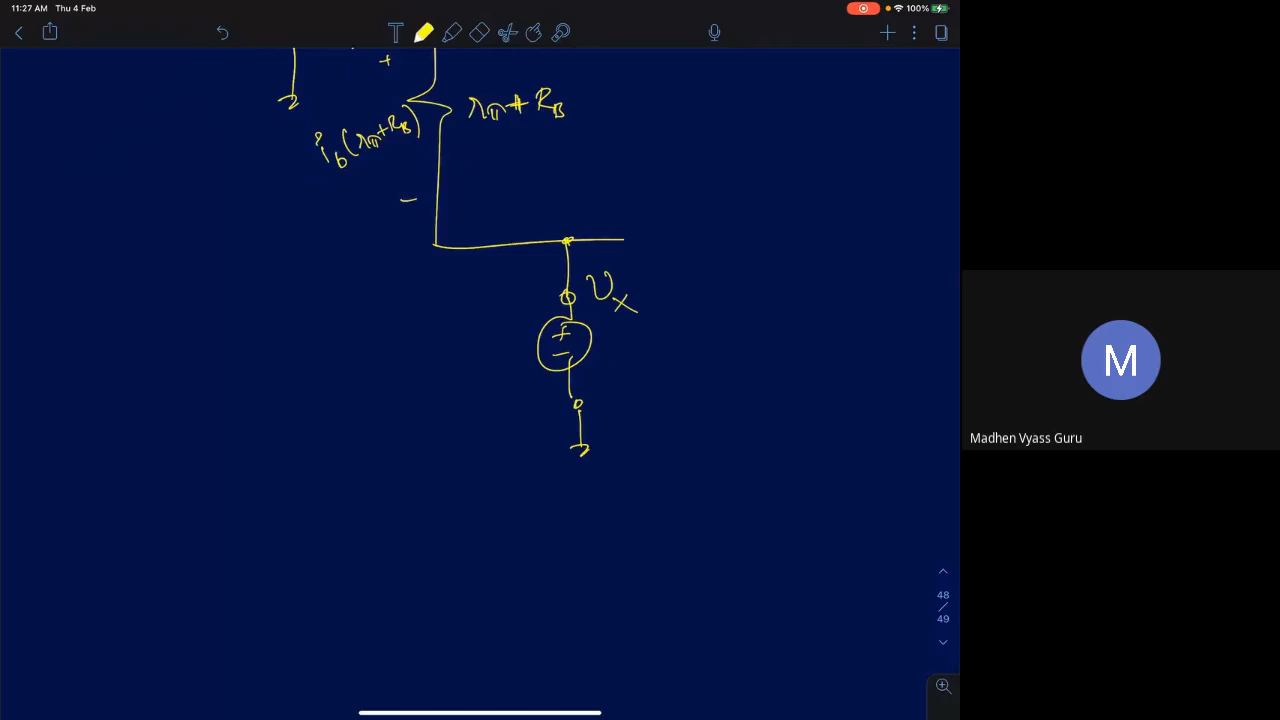 11:27 AM Thu 4 Feb
100%
+
rπ + RB
ib(rπ+RB)
−
vx
+
−
Madhen Vyass Guru
M
48
/
49